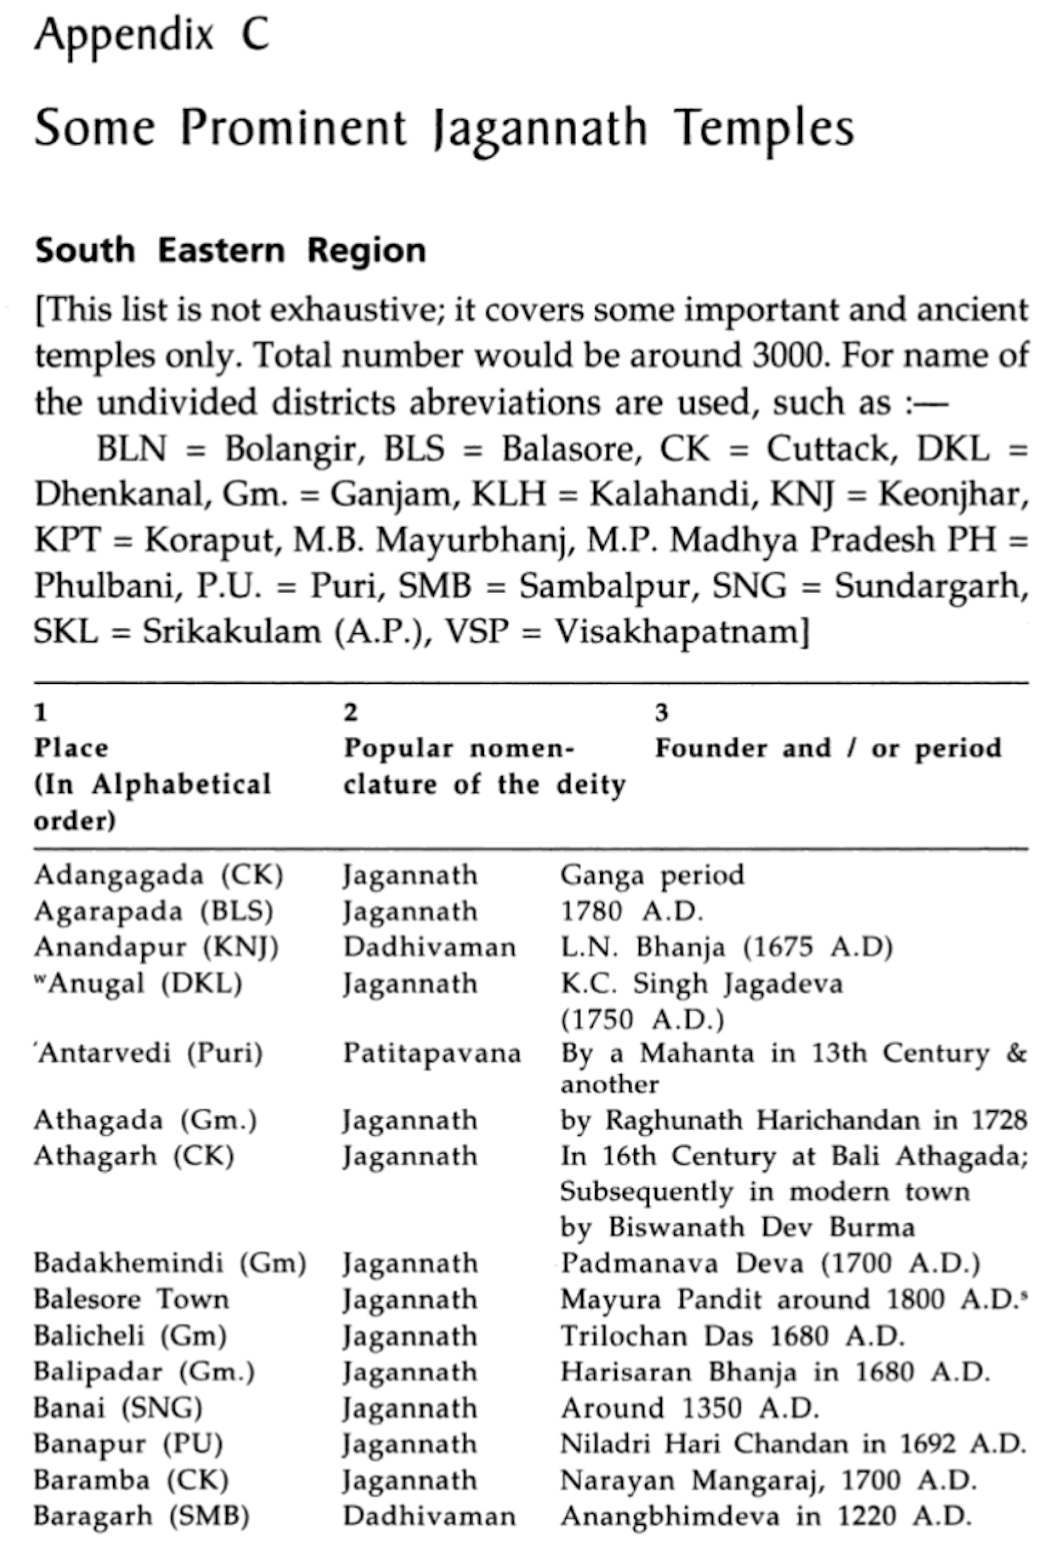 Appendix C
Some Prominent Jagannath Temples
South Eastern Region
[This list is not exhaustive; it covers some important and ancient
temples only. Total number would be around 3000. For name of
the undivided districts abreviations are used, such as :—
BLN = Bolangir, BLS = Balasore, CK = Cuttack, DKL =
Dhenkanal, Gm. = Ganjam, KLH = Kalahandi, KNJ = Keonjhar,
KPT = Koraput, M.B. Mayurbhanj, M.P. Madhya Pradesh PH =
Phulbani, P.U. = Puri, SMB = Sambalpur, SNG = Sundargarh,
SKL = Srikakulam (A.P.), VSP = Visakhapatnam]
1 2 3
Place Popular nomen- Founder and / or period
(In Alphabetical clature of the deity
order)
Adangagada (CK) Jagannath Ganga period
Agarapada (BLS) Jagannath 1780 A.D.
Anandapur (KNJ) Dadhivaman L.N. Bhanja (1675 A.D)
ʷAnugal (DKL) Jagannath K.C. Singh Jagadeva
(1750 A.D.)
′Antarvedi (Puri) Patitapavana By a Mahanta in 13th Century &
another
Athagada (Gm.) Jagannath by Raghunath Harichandan in 1728
Athagarh (CK) Jagannath In 16th Century at Bali Athagada;
Subsequently in modern town
by Biswanath Dev Burma
Badakhemindi (Gm) Jagannath Padmanava Deva (1700 A.D.)
Balesore Town Jagannath Mayura Pandit around 1800 A.D.ˢ
Balicheli (Gm) Jagannath Trilochan Das 1680 A.D.
Balipadar (Gm.) Jagannath Harisaran Bhanja in 1680 A.D.
Banai (SNG) Jagannath Around 1350 A.D.
Banapur (PU) Jagannath Niladri Hari Chandan in 1692 A.D.
Baramba (CK) Jagannath Narayan Mangaraj, 1700 A.D.
Baragarh (SMB) Dadhivaman Anangbhimdeva in 1220 A.D.